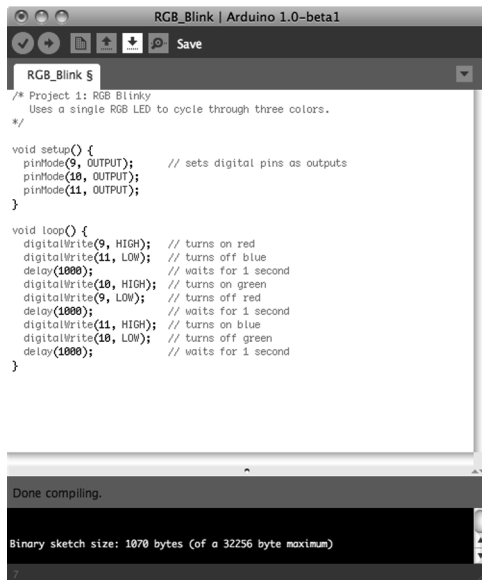 RGB_Blink | Arduino 1.0-beta1
Save
RGB_Blink §
/* Project 1: RGB Blinky
Uses a single RGB LED to cycle through three colors.
*/
void setup() {
pinMode(9, OUTPUT); // sets digital pins as outputs
pinMode(10, OUTPUT);
pinMode(11, OUTPUT);
}
void loop() {
digitalWrite(9, HIGH); // turns on red
digitalWrite(11, LOW); // turns off blue
delay(1000); // waits for 1 second
digitalWrite(10, HIGH); // turns on green
digitalWrite(9, LOW); // turns off red
delay(1000); // waits for 1 second
digitalWrite(11, HIGH); // turns on blue
digitalWrite(10, LOW); // turns off green
delay(1000); // waits for 1 second
}
Done compiling.
Binary sketch size: 1070 bytes (of a 32256 byte maximum)
7